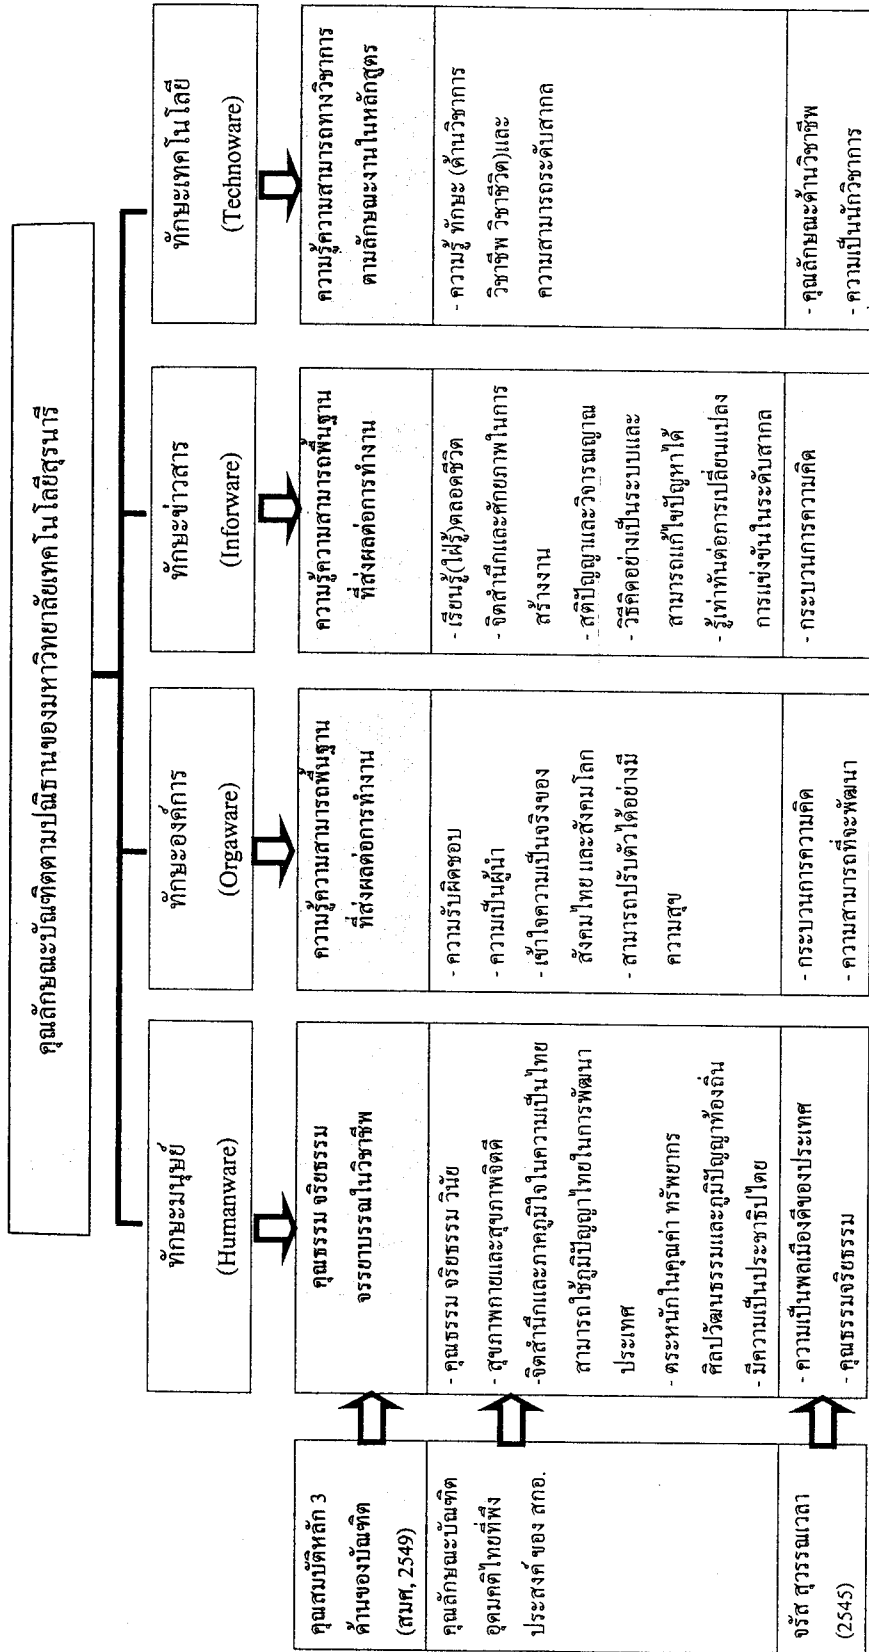 คุณลักษณะบัณฑิตตามปณิธานของมหาวิทยาลัยเทคโนโลยีสุรนารี
ทักษะมนุษย์
(Humanware)
ทักษะองค์การ
(Orgaware)
ทักษะข่าวสาร
(Inforware)
ทักษะเทคโนโลยี
(Technoware)
คุณสมบัติหลัก 3
ด้านของบัณฑิต
(สมศ, 2549)
คุณธรรม จริยธรรม
จรรยาบรรณในวิชาชีพ
ความรู้ความสามารถพื้นฐาน
ที่ส่งผลต่อการทำงาน
ความรู้ความสามารถพื้นฐาน
ที่ส่งผลต่อการทำงาน
ความรู้ความสามารถทางวิชาการ
ตามลักษณะงานในหลักสูตร
คุณลักษณะบัณฑิต
อุดมคติไทยที่พึง
ประสงค์ ของ สกอ.
- คุณธรรม จริยธรรม วินัย
- สุขภาพกายและสุขภาพจิตดี
-จิตสำนึกและภาคภูมิใจในความเป็นไทย
สามารถใช้ภูมิปัญญาไทยในการพัฒนา
ประเทศ
- ตระหนักในคุณค่า ทรัพยากร
ศิลปวัฒนธรรมและภูมิปัญญาท้องถิ่น
- มีความเป็นประชาธิปไตย
- ความรับผิดชอบ
- ความเป็นผู้นำ
- เข้าใจความเป็นจริงของ
สังคมไทย และสังคมโลก
- สามารถปรับตัวได้อย่างมี
ความสุข
- เรียนรู้(ใฝ่รู้)ตลอดชีวิต
- จิตสำนึกและศักยภาพในการ
สร้างงาน
- สติปัญญาและวิจารณญาณ
- วิธีคิดอย่างเป็นระบบและ
สามารถแก้ไขปัญหาได้
- รู้เท่าทันต่อการเปลี่ยนแปลง
การแข่งขันในระดับสากล
- ความรู้ ทักษะ (ด้านวิชาการ
วิชาชีพ วิชาชีวิต)และ
ความสามารถระดับสากล
จรัส สุวรรณเวลา
(2545)
- ความเป็นพลเมืองดีของประเทศ
- คุณธรรมจริยธรรม
- กระบวนการความคิด
- ความสามารถที่จะพัฒนา
- กระบวนการความคิด
- คุณลักษณะด้านวิชาชีพ
- ความเป็นนักวิชาการ